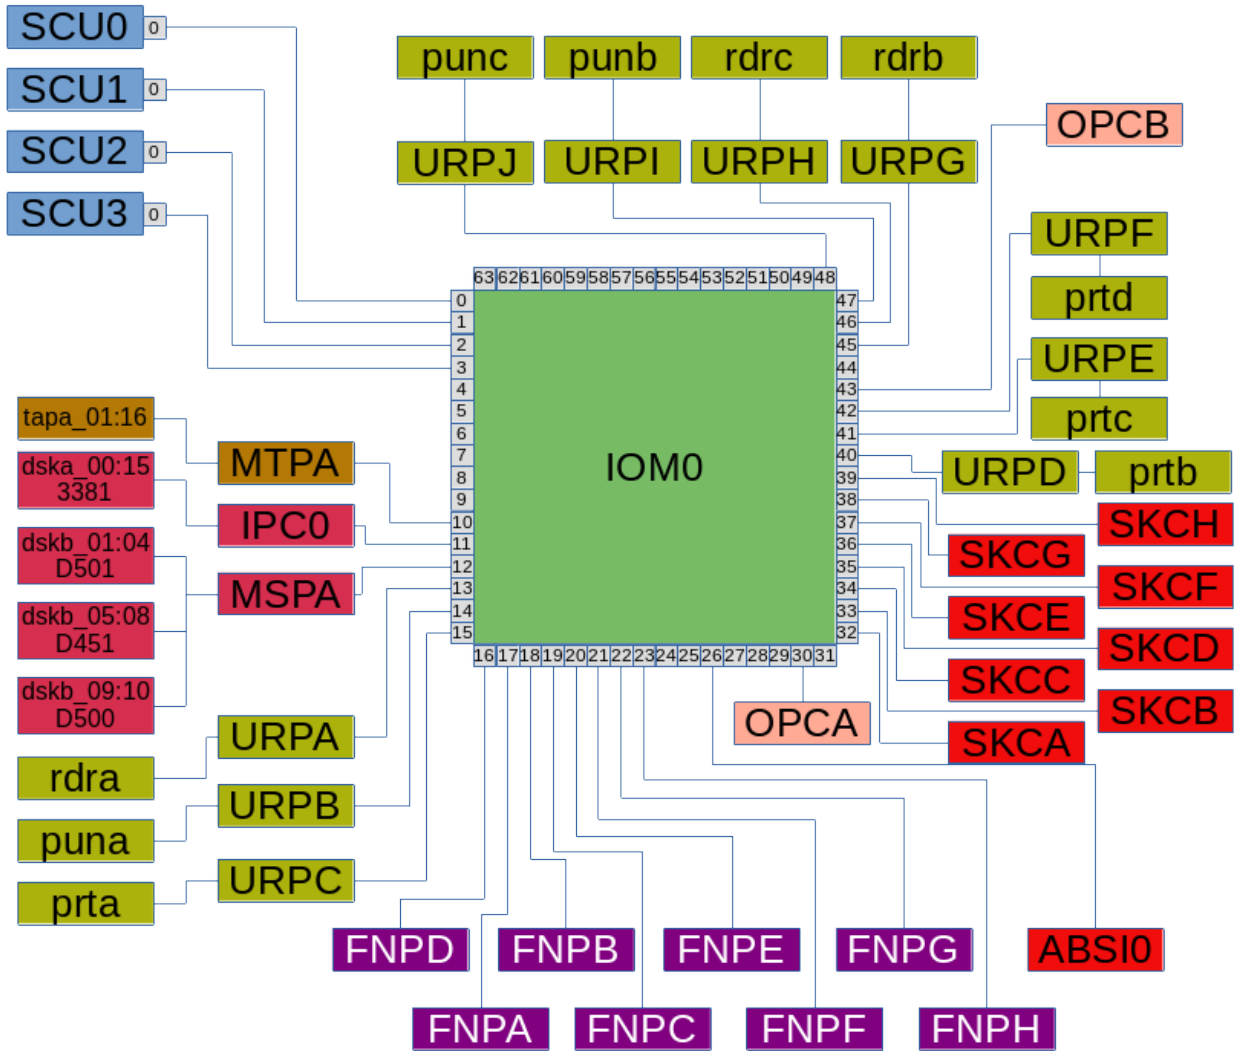 SCU0 0
SCU1 0
SCU2 0
SCU3 0
punc punb rdrc rdrb
URPJ URPI URPH URPG
OPCB
URPF
prtd
URPE
prtc
URPD prtb
SKCH
SKCG
SKCF
SKCE
SKCD
SKCC
SKCB
SKCA
63 62 61 60 59 58 57 56 55 54 53 52 51 50 49 48
0
1
2
3
4
5
6
7
8
9
10
11
12
13
14
15
IOM0
47
46
45
44
43
42
41
40
39
38
37
36
35
34
33
32
16 17 18 19 20 21 22 23 24 25 26 27 28 29 30 31
tapa_01:16
MTPA
dska_00:15
3381
IPC0
dskb_01:04
D501
MSPA
dskb_05:08
D451
dskb_09:10
D500
URPA
rdra
URPB
puna
URPC
prta
OPCA
FNPD FNPB FNPE FNPG ABSI0
FNPA FNPC FNPF FNPH